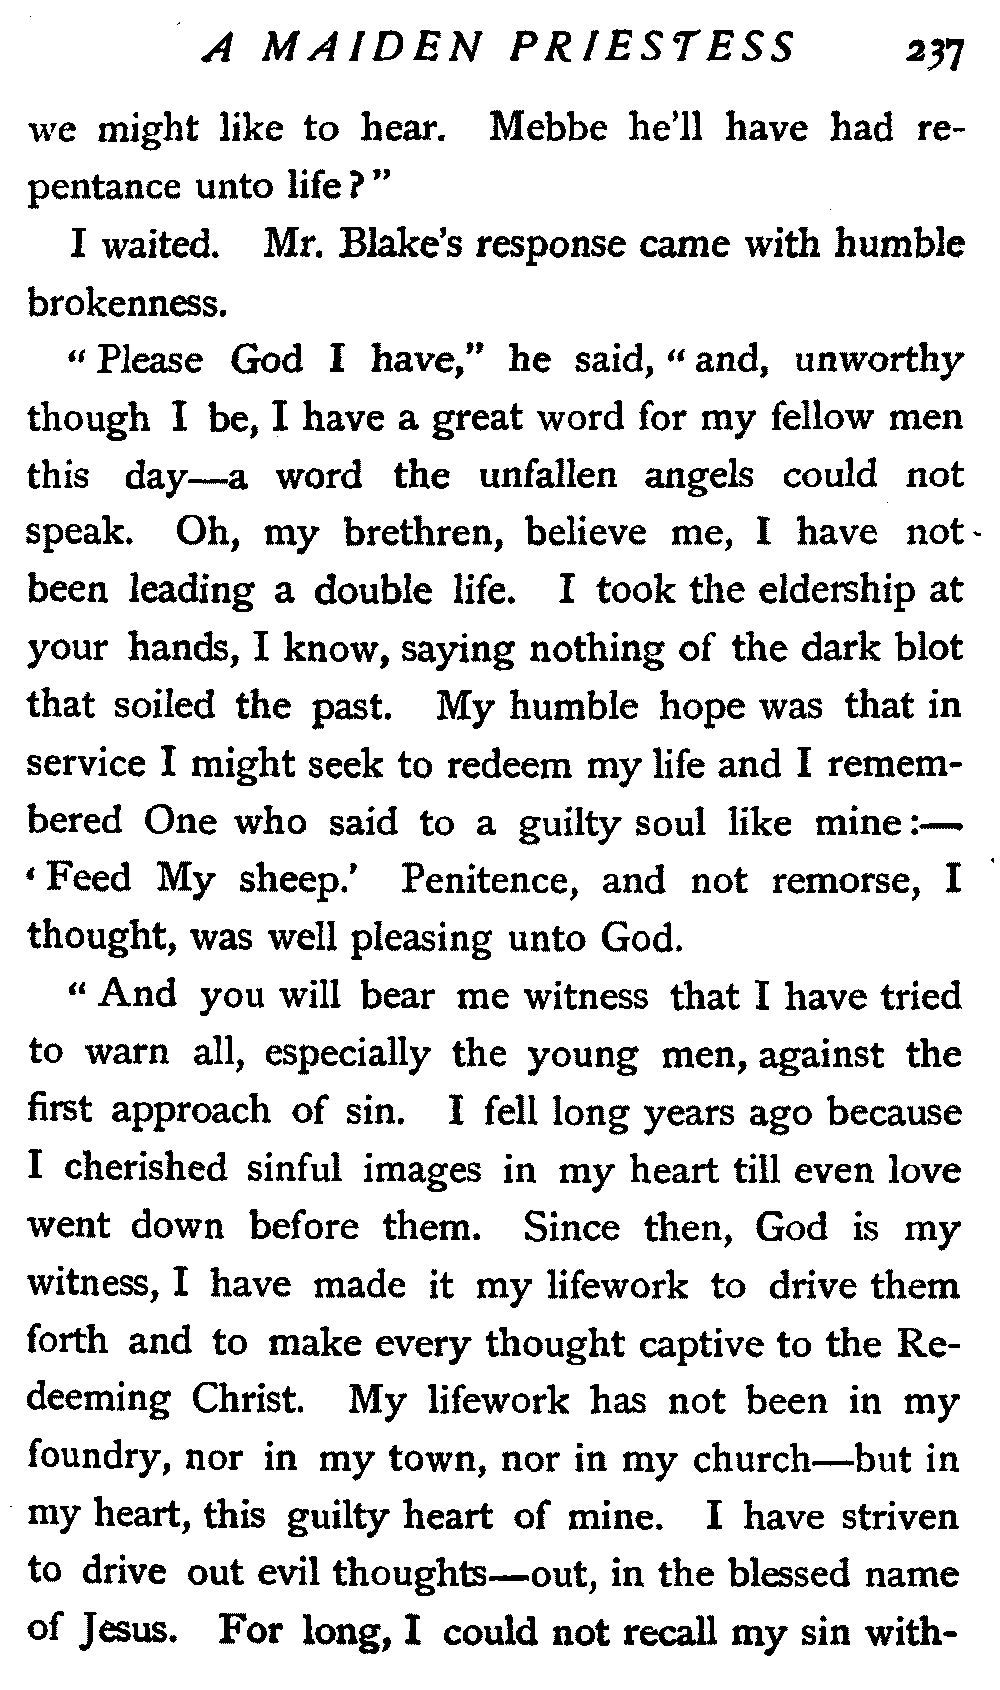 A MAIDEN PRIESTESS 237
we might like to hear. Mebbe he'll have had re-
pentance unto life?"
I waited. Mr. Blake's response came with humble
brokenness.
"Please God I have," he said, "and, unworthy
though I be, I have a great word for my fellow men
this day—a word the unfallen angels could not
speak. Oh, my brethren, believe me, I have not
been leading a double life. I took the eldership at
your hands, I know, saying nothing of the dark blot
that soiled the past. My humble hope was that in
service I might seek to redeem my life and I remem-
bered One who said to a guilty soul like mine:—
'Feed My sheep.' Penitence, and not remorse, I
thought, was well pleasing unto God.
"And you will bear me witness that I have tried
to warn all, especially the young men, against the
first approach of sin. I fell long years ago because
I cherished sinful images in my heart till even love
went down before them. Since then, God is my
witness, I have made it my lifework to drive them
forth and to make every thought captive to the Re-
deeming Christ. My lifework has not been in my
foundry, nor in my town, nor in my church—but in
my heart, this guilty heart of mine. I have striven
to drive out evil thoughts—out, in the blessed name
of Jesus. For long, I could not recall my sin with-